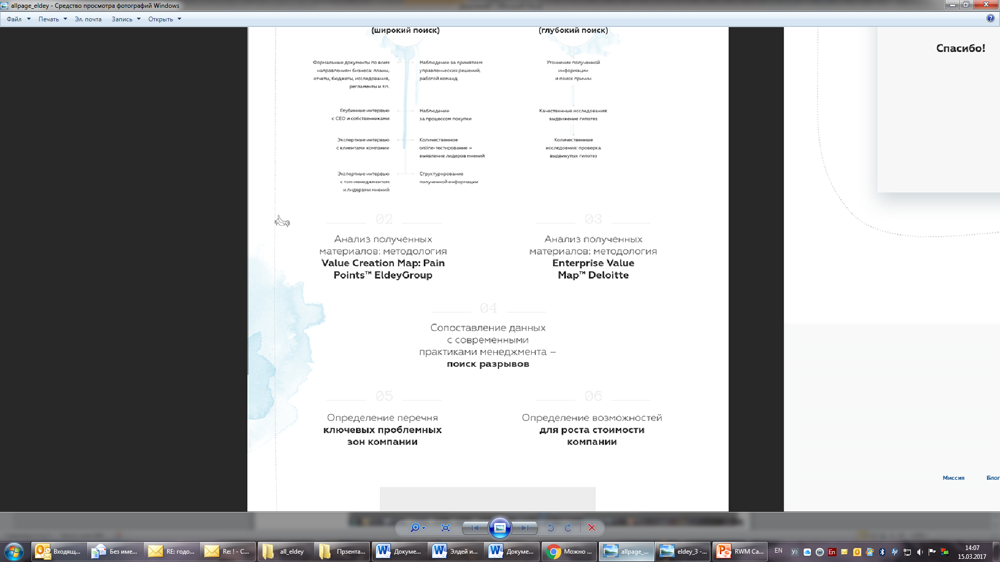 allpage_eldey - Средство просмотра фотографий Windows
Файл Печать Эл. почта Запись Открыть
(широкий поиск)
(глубокий поиск)
Спасибо!
Формальные документы по всем
направлениям бизнеса: планы,
отчеты, бюджеты, исследования,
регламенты и т.п.
Наблюдение за принятием
управленческих решений,
работой команд
Глубинные интервью
с CEO и собственниками
Наблюдение
за процессом покупки
Экспертные интервью
с клиентами компании
Количественное
online-тестирование –
выявление лидеров мнений
Экспертные интервью
с топ-менеджментом
и лидерами мнений
Структурирование
полученной информации
Уточнение полученной
информации
и поиск причин
Качественные исследования:
выдвижение гипотез
Количественные
исследовния: проверка
выдвинутых гипотез
02
Анализ полученных
материалов: методология
Value Creation Map: Pain
Points™ EldeyGroup
03
Анализ полученных
материалов: методология
Enterprise Value
Map™ Deloitte
04
Сопоставление данных
с современными
практиками менеджмента –
поиск разрывов
05
Определение перечня
ключевых проблемных
зон компании
06
Определение возможностей
для роста стоимости
компании
Миссия Блог
Входящ... Без име... RE: годо... Re: ! - С... all_eldey Прзента... Докуме... Элдей и... Докуме... Можно ... allpage_... eldey_3 -... RWM Ca... EN 14:07
15.03.2017